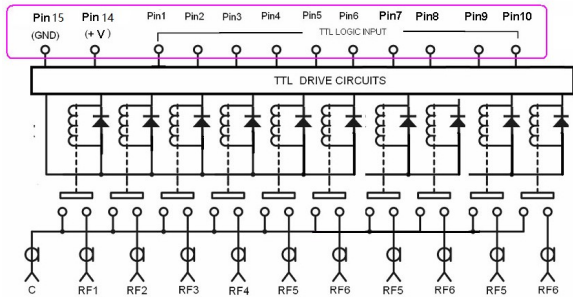 Pin 15 Pin 14 Pin1 Pin2 Pin3 Pin4 Pin5 Pin6 Pin7 Pin8 Pin9 Pin10
(GND) (+ V) TTL LOGIC INPUT
TTL DRIVE CIRCUITS
C RF1 RF2 RF3 RF4 RF5 RF6 RF5 RF6 RF5 RF6